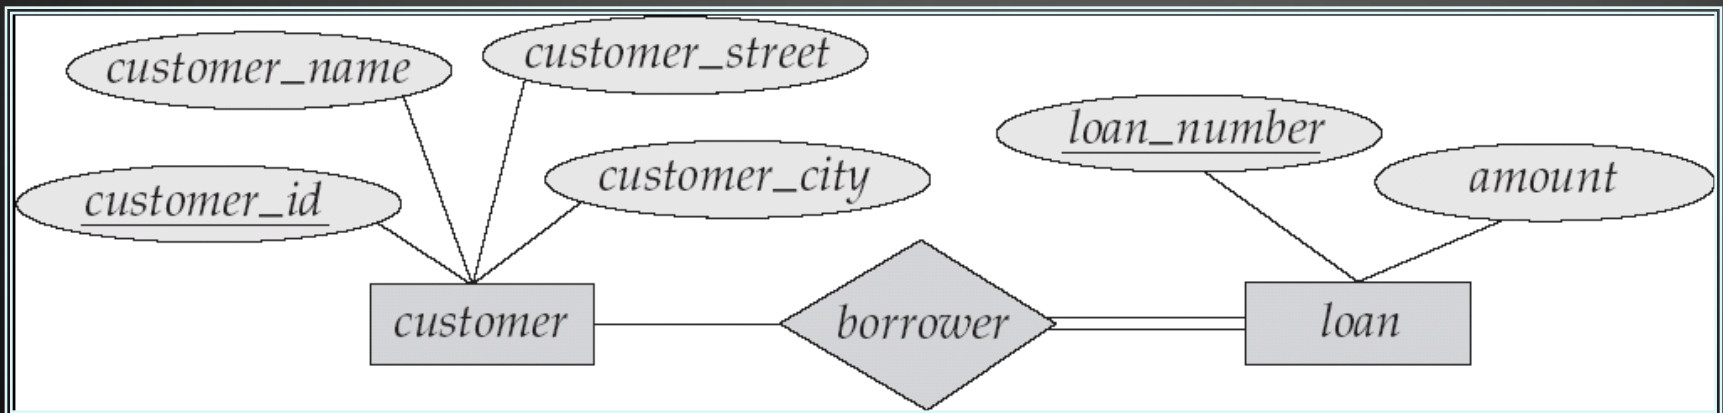 customer_name
customer_street
customer_id
customer_city
loan_number
amount
customer
borrower
loan